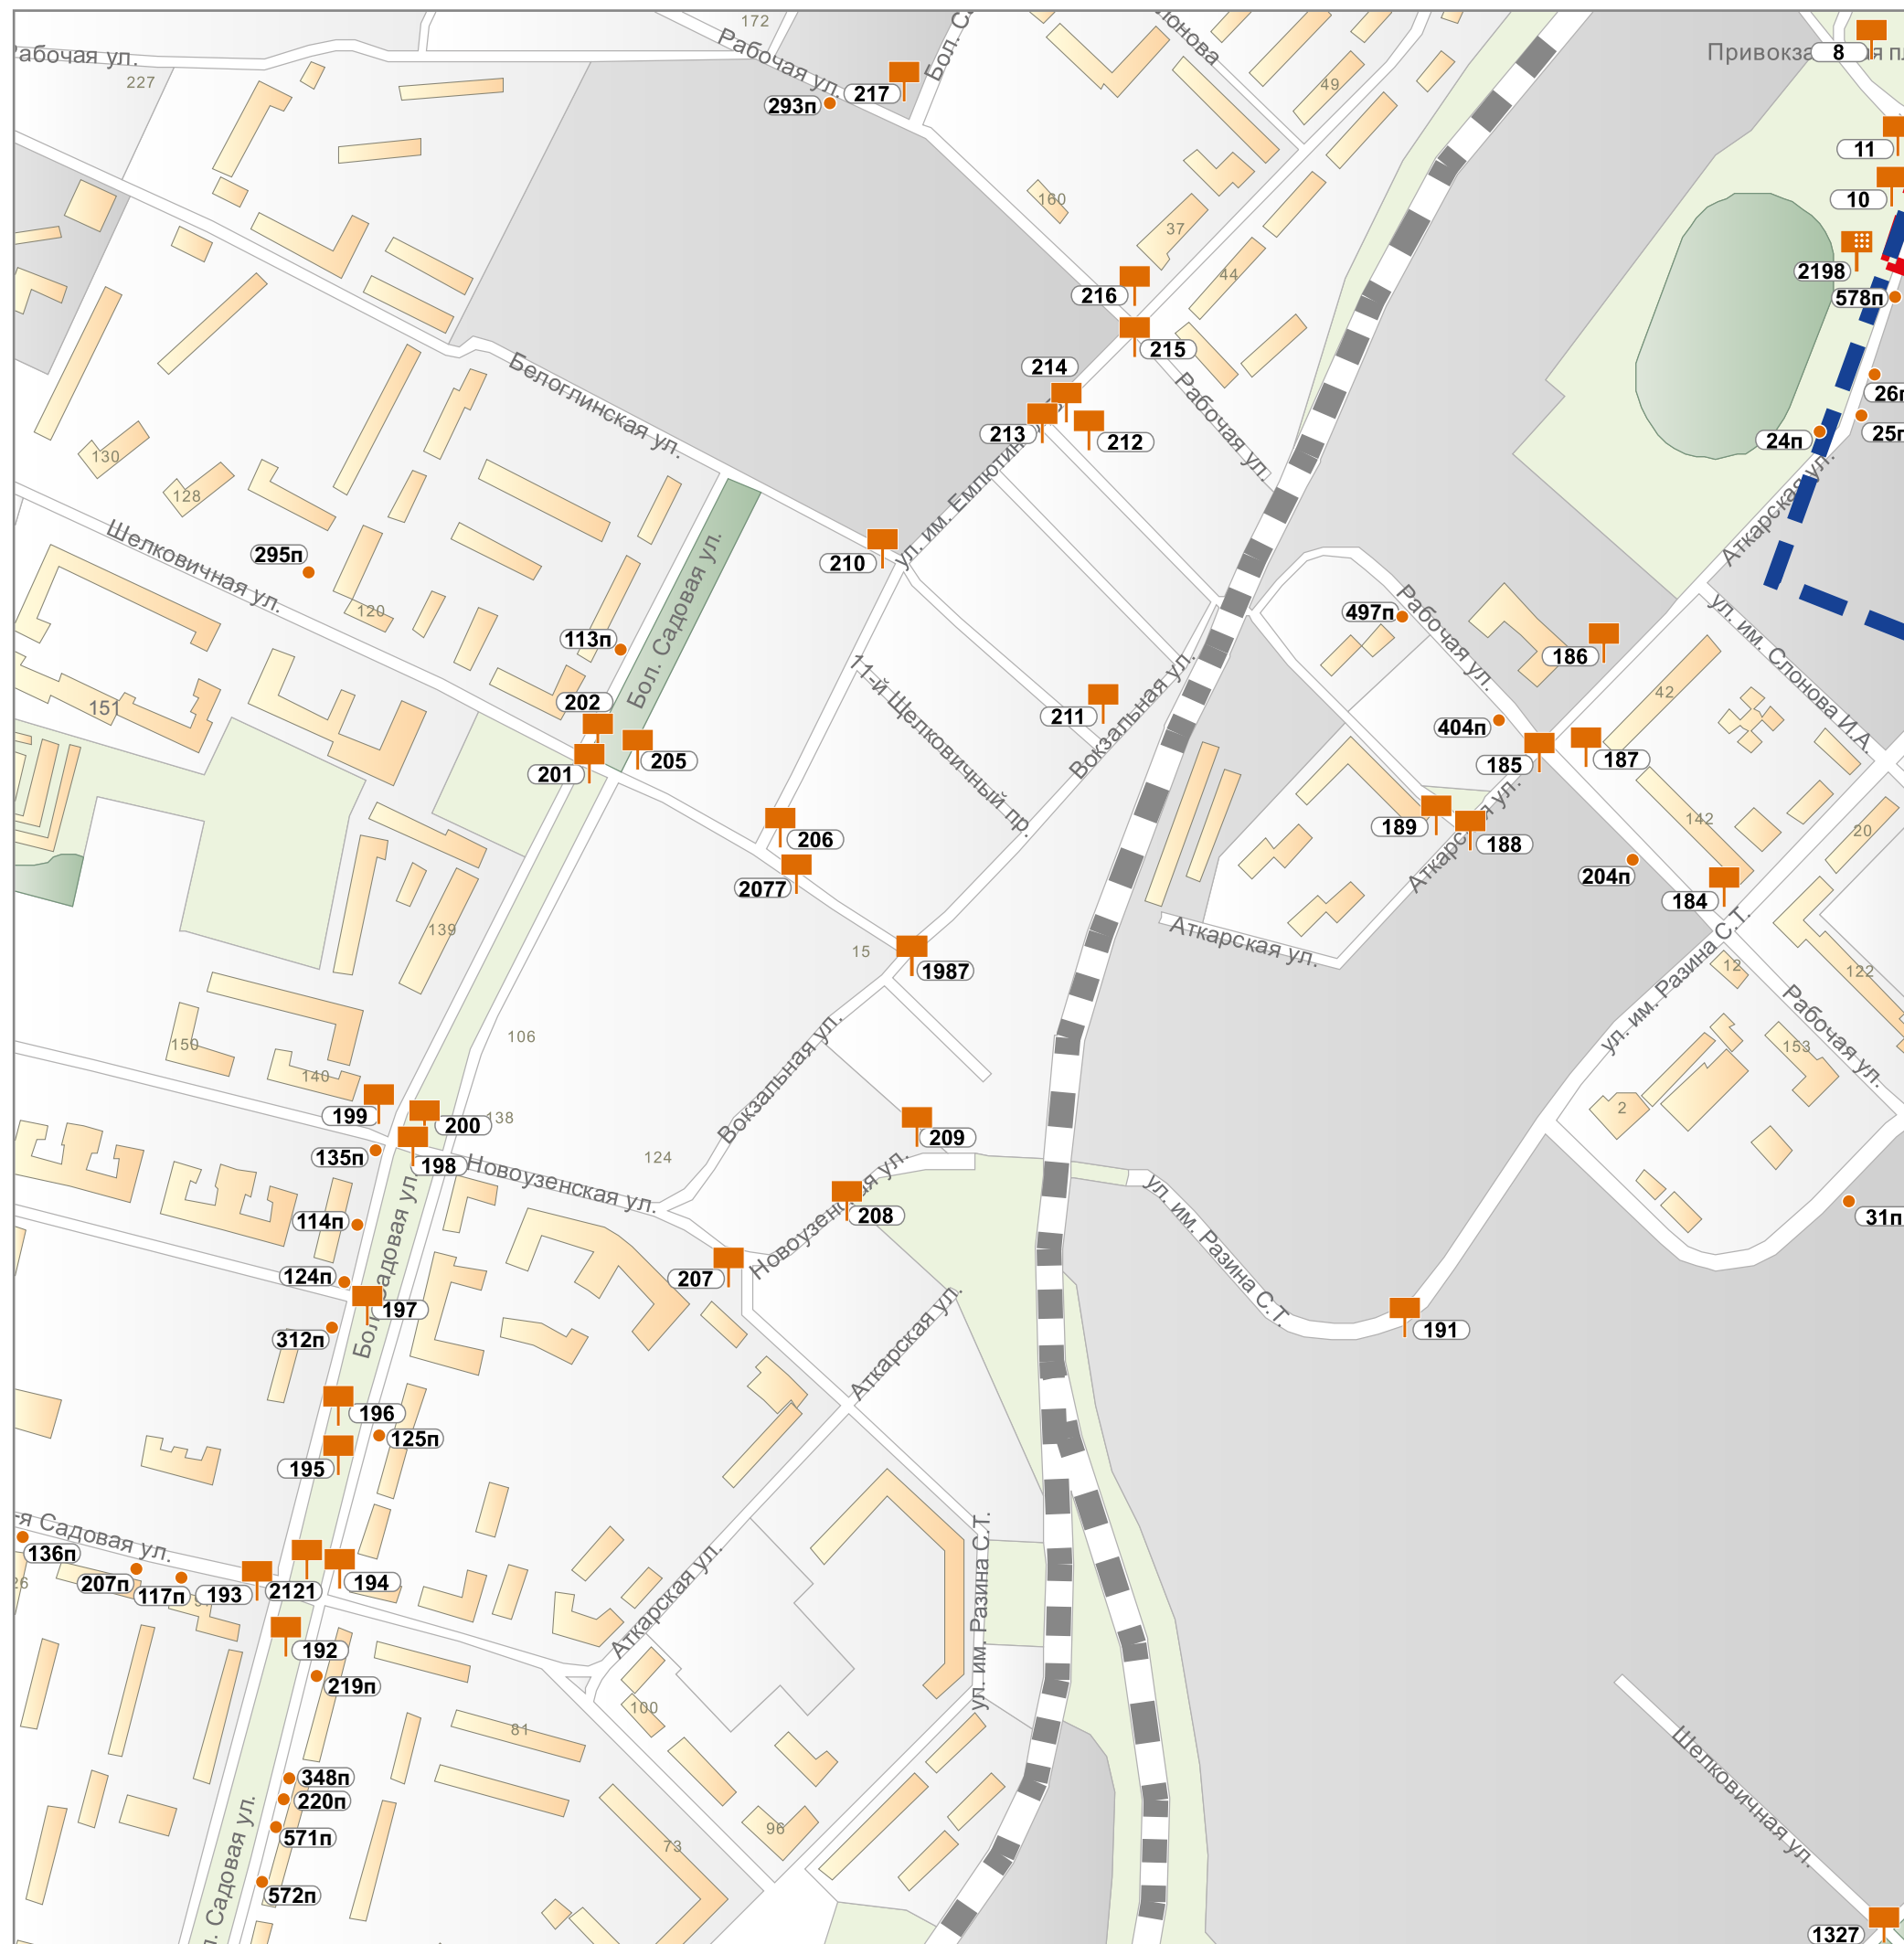 172
Рабочая ул.
Рабочая ул.
227
217
293п
Бол. С
49
Привокза
я пл
8
11
10
2198
578п
26п
25п
24п
160
37
44
216
215
214
213
212
Рабочая ул.
Белоглинская ул.
130
128
Шелковичная ул.
295п
120
113п
Бол. Садовая ул.
210
ул. им. Емлютин
Аткарская ул.
497п
Рабочая ул.
186
ул. им. Слонова И.А.
42
151
202
201
205
11-й Щелковичный пр.
211
Вокзальная ул.
404п
185
187
206
2077
189
188
Аткарская ул.
142
20
204п
184
139
15
1987
Аткарская ул.
ул. им. Разина С.Т.
12
122
150
140
106
Вокзальная ул.
Рабочая ул.
153
2
199
200
138
135п
198
Новоузенская ул.
124
209
208
Новоузенская ул.
114п
124п
Бол. Садовая ул.
197
312п
207
ул. им. Разина С.Т.
31п
191
Аткарская ул.
196
125п
195
-я Садовая ул.
136п
207п
117п
193
2121
194
26
192
219п
Аткарская ул.
ул. им. Разина С.Т.
100
81
348п
220п
571п
572п
Садовая ул.
73
96
Шелковичная ул.
1327